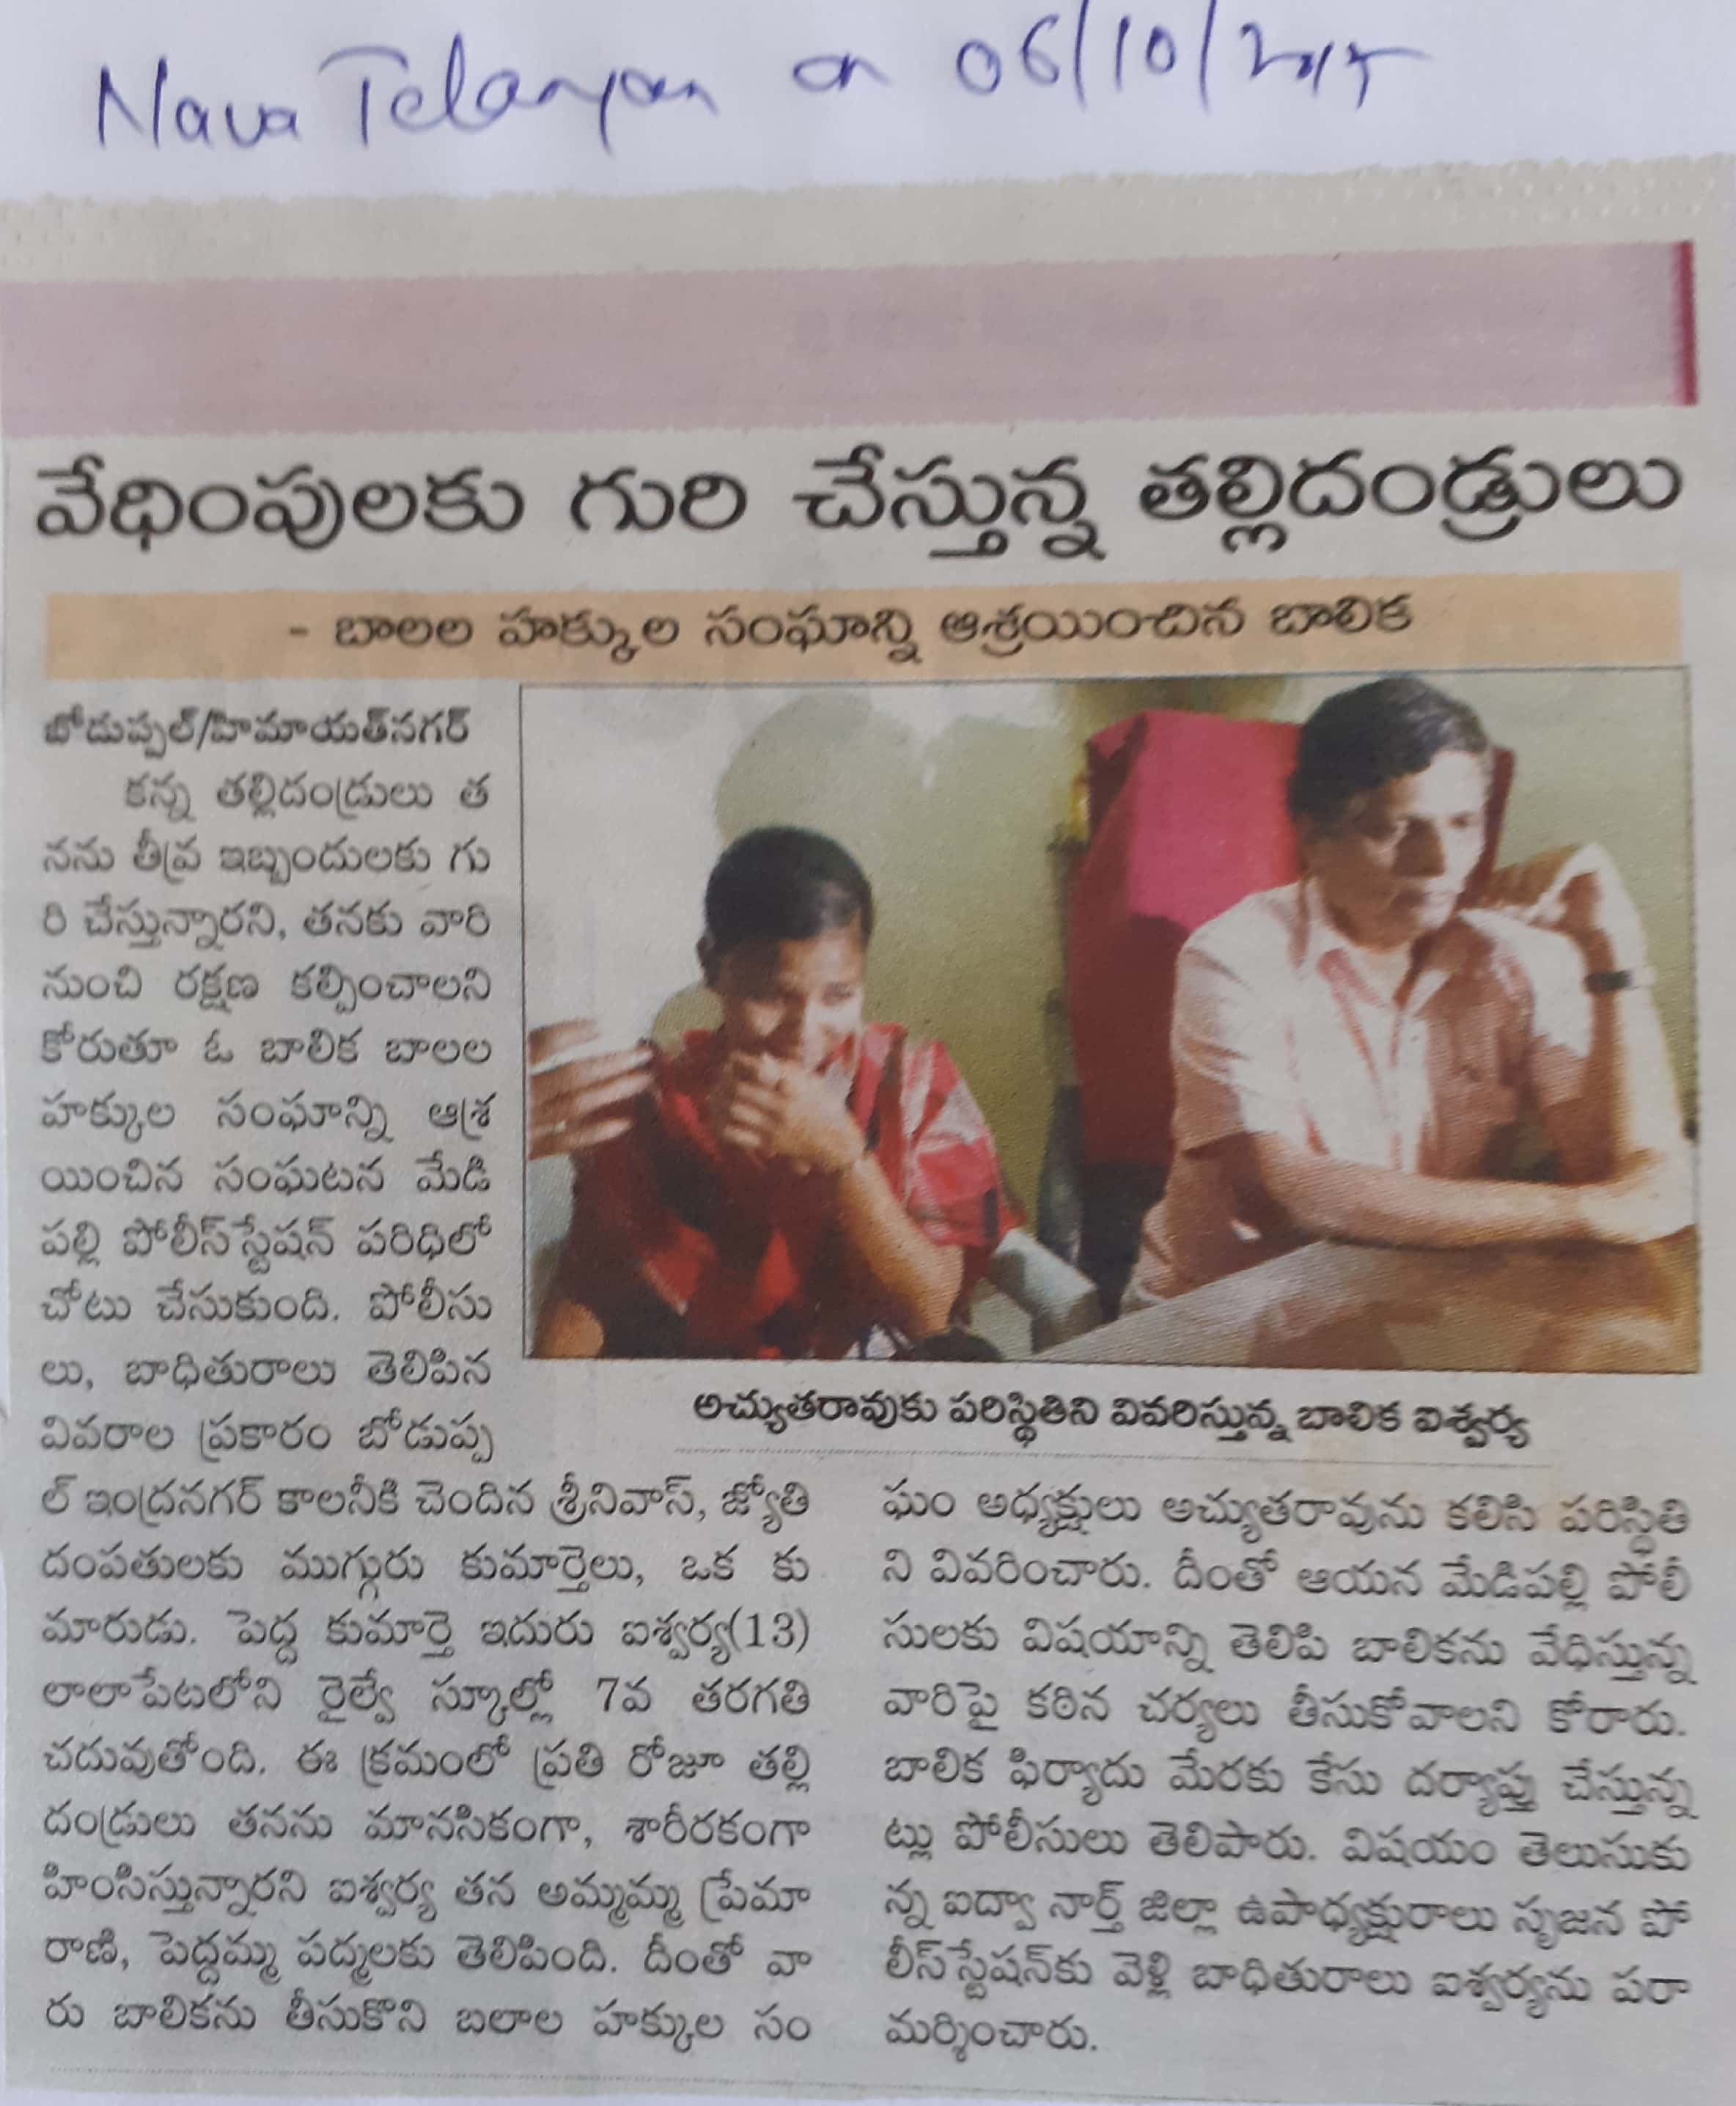 Nava Telangana on 06/10/2015
వేధింపులకు గురి చేస్తున్న తల్లిదండ్రులు
- బాలల హక్కుల సంఘాన్ని ఆశ్రయించిన బాలిక
బోడుప్పల్/హిమాయత్‌నగర్
కన్న తల్లిదండ్రులు త
నను తీవ్ర ఇబ్బందులకు గు
రి చేస్తున్నారని, తనకు వారి
నుంచి రక్షణ కల్పించాలని
కోరుతూ ఓ బాలిక బాలల
హక్కుల సంఘాన్ని ఆశ్ర
యించిన సంఘటన మేడి
పల్లి పోలీస్‌స్టేషన్ పరిధిలో
చోటు చేసుకుంది. పోలీసు
లు, బాధితురాలు తెలిపిన
వివరాల ప్రకారం బోడుప్ప
ల్ ఇంద్రనగర్ కాలనీకి చెందిన శ్రీనివాస్, జ్యోతి
దంపతులకు ముగ్గురు కుమార్తెలు, ఒక కు
మారుడు. పెద్ద కుమార్తె ఇదురు ఐశ్వర్య(13)
లాలాపేటలోని రైల్వే స్కూల్లో 7వ తరగతి
చదువుతోంది. ఈ క్రమంలో ప్రతి రోజూ తల్లి
దండ్రులు తనను మానసికంగా, శారీరకంగా
హింసిస్తున్నారని ఐశ్వర్య తన అమ్మమ్మ ప్రేమా
రాణి, పెద్దమ్మ పద్మలకు తెలిపింది. దీంతో వా
రు బాలికను తీసుకొని బలాల హక్కుల సం
అచ్యుతరావుకు పరిస్థితిని వివరిస్తున్న బాలిక ఐశ్వర్య
ఘం అధ్యక్షులు అచ్యుతరావును కలిసి పరిస్థితి
ని వివరించారు. దీంతో ఆయన మేడిపల్లి పోలీ
సులకు విషయాన్ని తెలిపి బాలికను వేధిస్తున్న
వారిపై కఠిన చర్యలు తీసుకోవాలని కోరారు.
బాలిక ఫిర్యాదు మేరకు కేసు దర్యాప్తు చేస్తున్న
ట్లు పోలీసులు తెలిపారు. విషయం తెలుసుకు
న్న ఐద్వా నార్త్ జిల్లా ఉపాధ్యక్షురాలు సృజన పో
లీస్‌స్టేషన్‌కు వెళ్లి బాధితురాలు ఐశ్వర్యను పరా
మర్శించారు.